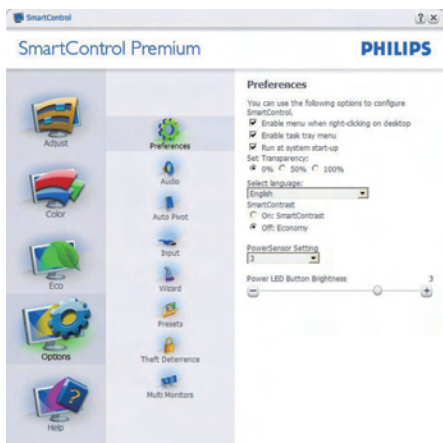 SmartControl
SmartControl Premium
PHILIPS
Adjust
Color
Eco
Options
Help
Preferences
Audio
Auto Pivot
Input
Wizard
Presets
Theft Deterrence
Multi Monitors
Preferences
You can use the following options to configure
SmartControl.
Enable menu when right-clicking on desktop
Enable task tray menu
Run at system start-up
Set Transparency:
0% 50% 100%
Select language:
English
SmartContrast
On: SmartContrast
Off: Economy
PowerSensor Setting
3
Power LED Button Brightness 3